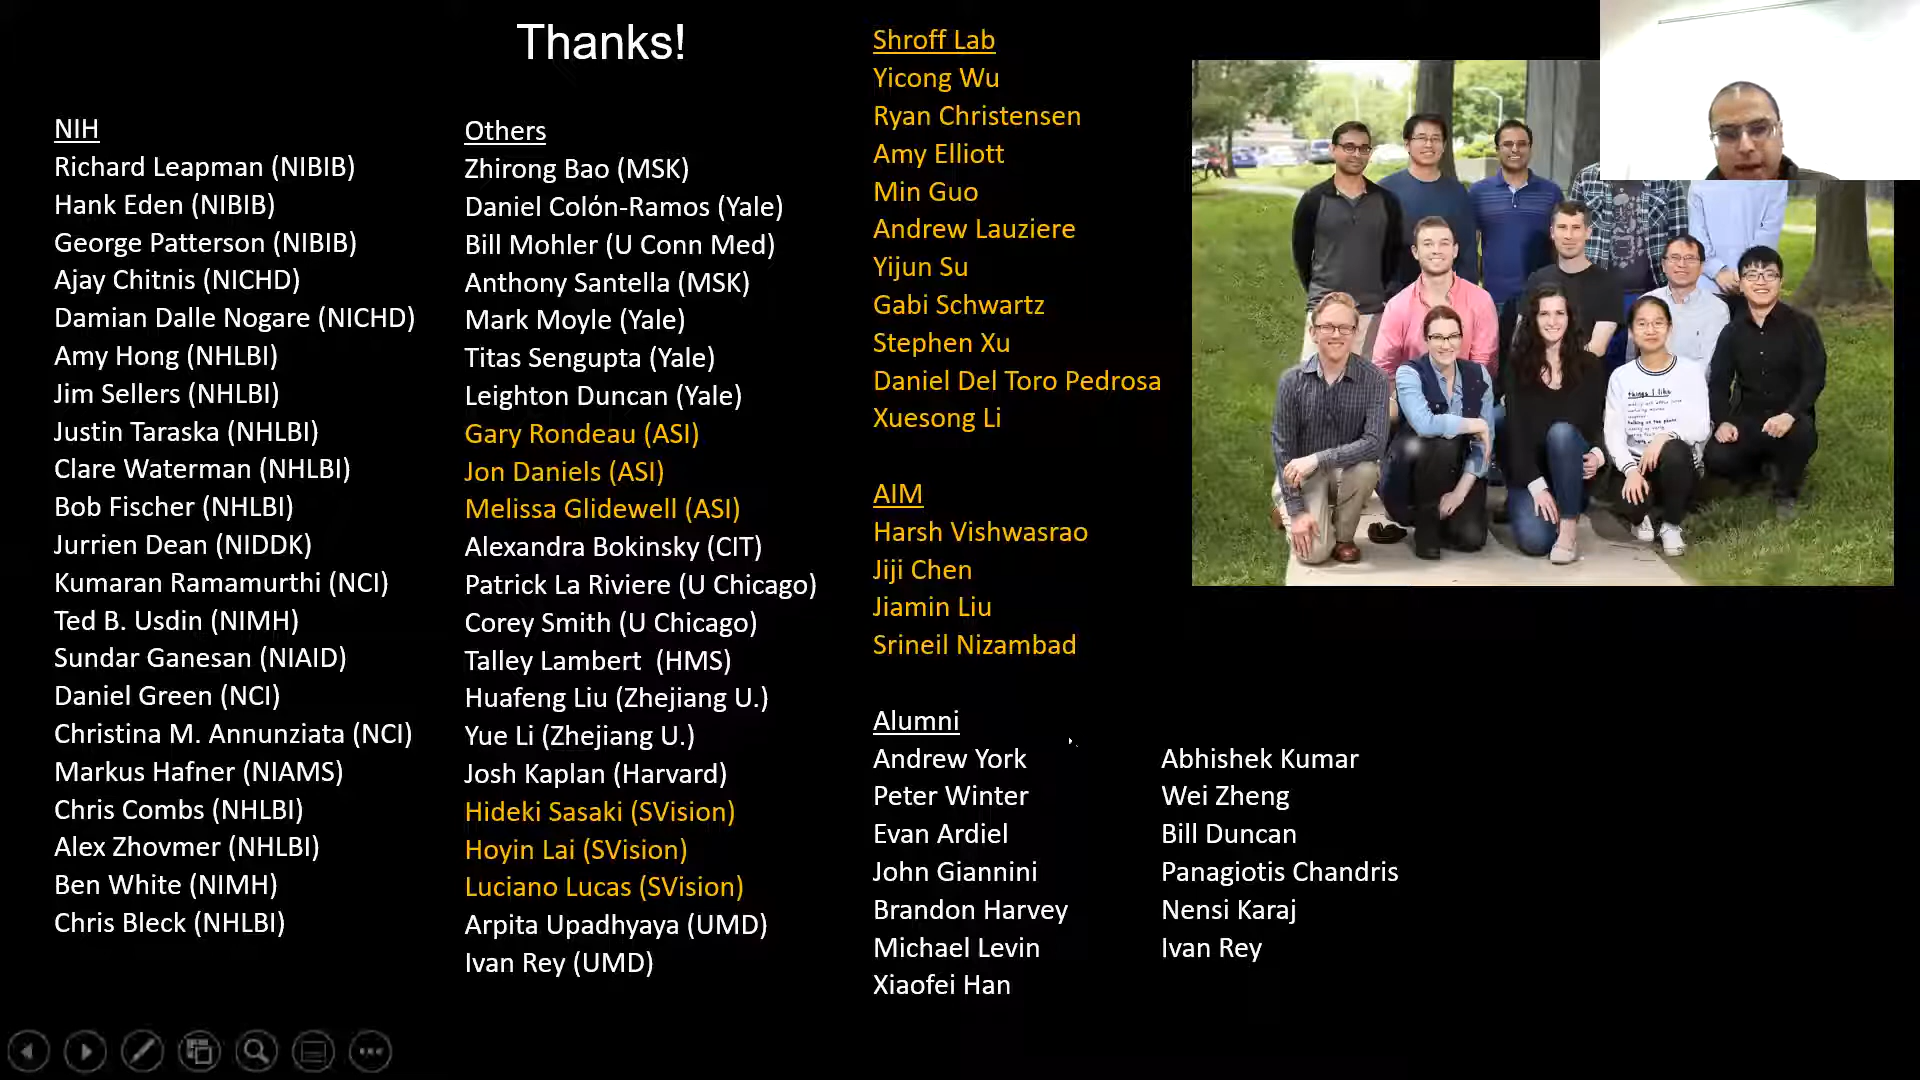 Thanks!
NIH
Richard Leapman (NIBIB)
Hank Eden (NIBIB)
George Patterson (NIBIB)
Ajay Chitnis (NICHD)
Damian Dalle Nogare (NICHD)
Amy Hong (NHLBI)
Jim Sellers (NHLBI)
Justin Taraska (NHLBI)
Clare Waterman (NHLBI)
Bob Fischer (NHLBI)
Jurrien Dean (NIDDK)
Kumaran Ramamurthi (NCI)
Ted B. Usdin (NIMH)
Sundar Ganesan (NIAID)
Daniel Green (NCI)
Christina M. Annunziata (NCI)
Markus Hafner (NIAMS)
Chris Combs (NHLBI)
Alex Zhovmer (NHLBI)
Ben White (NIMH)
Chris Bleck (NHLBI)
Others
Zhirong Bao (MSK)
Daniel Colón-Ramos (Yale)
Bill Mohler (U Conn Med)
Anthony Santella (MSK)
Mark Moyle (Yale)
Titas Sengupta (Yale)
Leighton Duncan (Yale)
Gary Rondeau (ASI)
Jon Daniels (ASI)
Melissa Glidewell (ASI)
Alexandra Bokinsky (CIT)
Patrick La Riviere (U Chicago)
Corey Smith (U Chicago)
Talley Lambert (HMS)
Huafeng Liu (Zhejiang U.)
Yue Li (Zhejiang U.)
Josh Kaplan (Harvard)
Hideki Sasaki (SVision)
Hoyin Lai (SVision)
Luciano Lucas (SVision)
Arpita Upadhyaya (UMD)
Ivan Rey (UMD)
Shroff Lab
Yicong Wu
Ryan Christensen
Amy Elliott
Min Guo
Andrew Lauziere
Yijun Su
Gabi Schwartz
Stephen Xu
Daniel Del Toro Pedrosa
Xuesong Li
AIM
Harsh Vishwasrao
Jiji Chen
Jiamin Liu
Srineil Nizambad
Alumni
Andrew York
Peter Winter
Evan Ardiel
John Giannini
Brandon Harvey
Michael Levin
Xiaofei Han
Abhishek Kumar
Wei Zheng
Bill Duncan
Panagiotis Chandris
Nensi Karaj
Ivan Rey
things I like